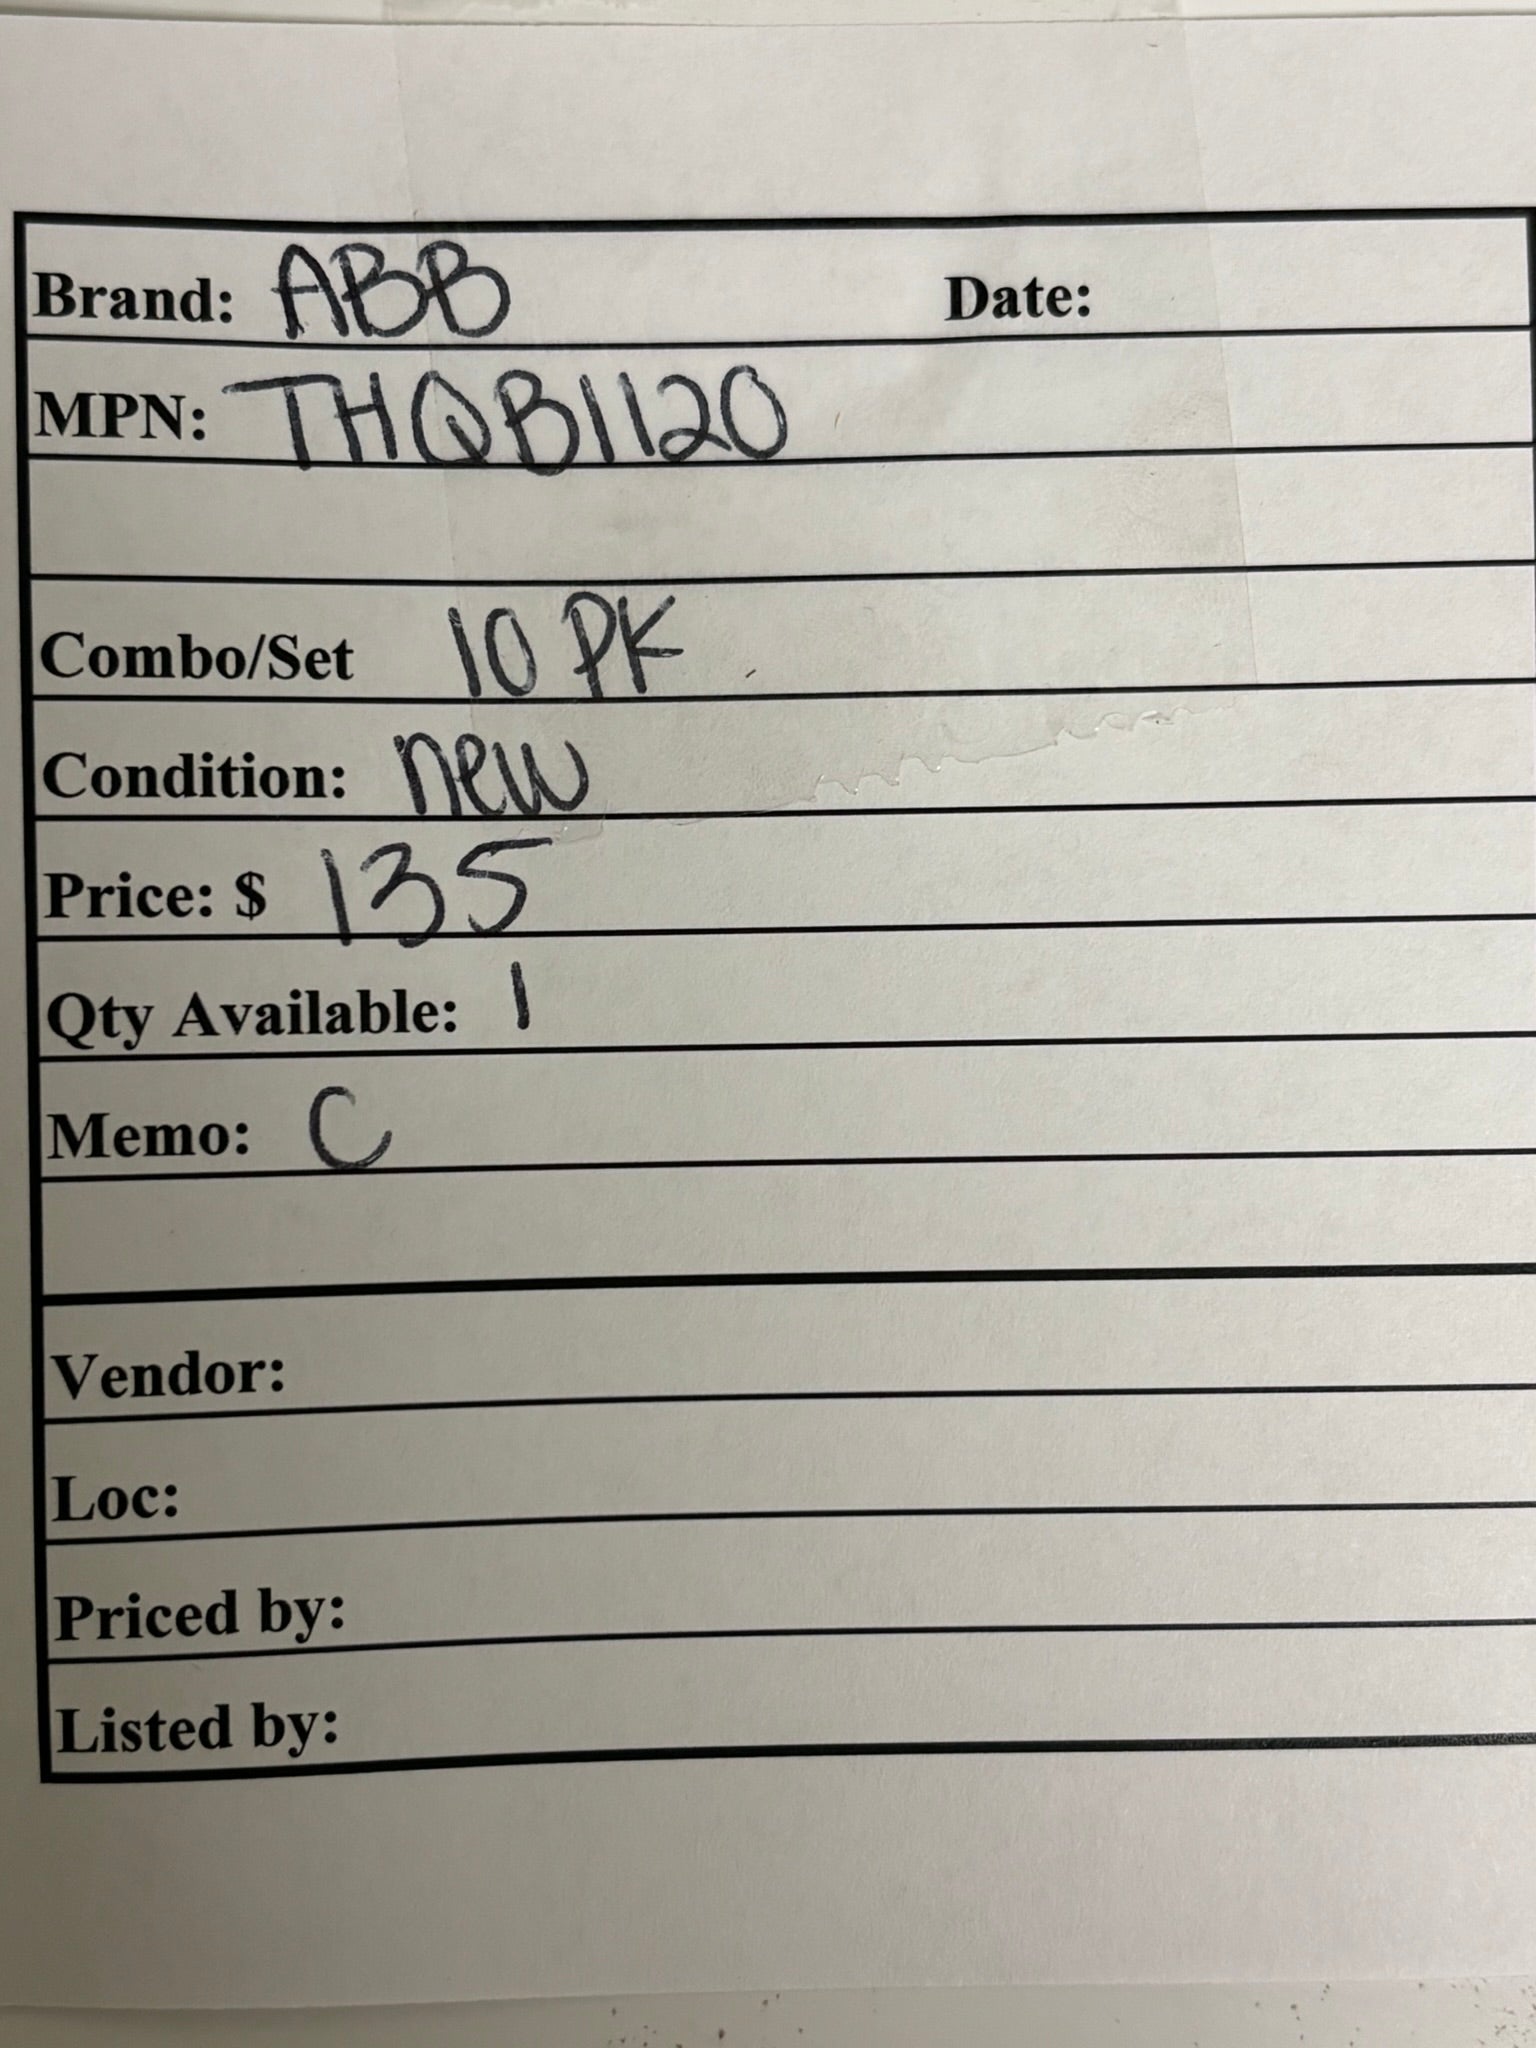 Brand: ABB Date:
MPN: THQB1120
Combo/Set 10 PK
Condition: new
Price: $ 135
Qty Available: 1
Memo: C
Vendor:
Loc:
Priced by:
Listed by: